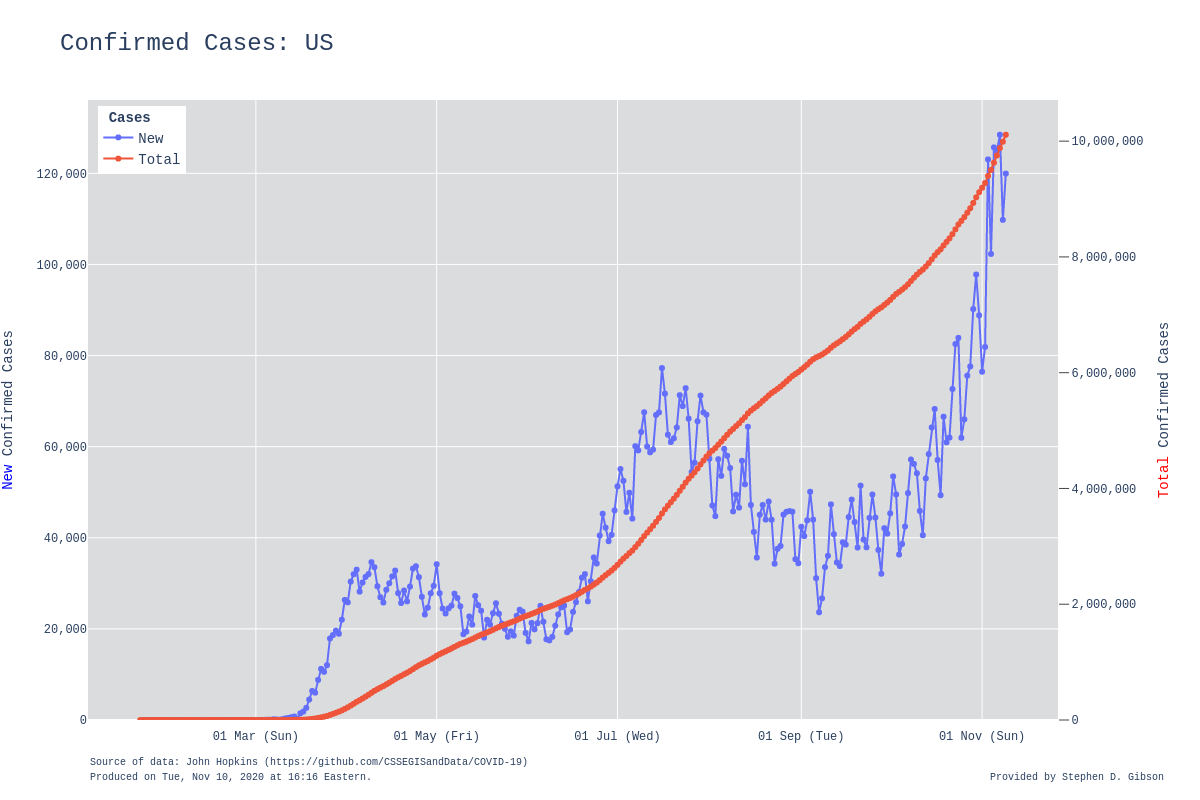 Confirmed Cases: US
Cases
New
Total
120,000
100,000
80,000
60,000
40,000
20,000
0
New Confirmed Cases
10,000,000
8,000,000
6,000,000
4,000,000
2,000,000
0
Total Confirmed Cases
01 Mar (Sun)
01 May (Fri)
01 Jul (Wed)
01 Sep (Tue)
01 Nov (Sun)
Source of data: John Hopkins (https://github.com/CSSEGISandData/COVID-19)
Produced on Tue, Nov 10, 2020 at 16:16 Eastern.
Provided by Stephen D. Gibson